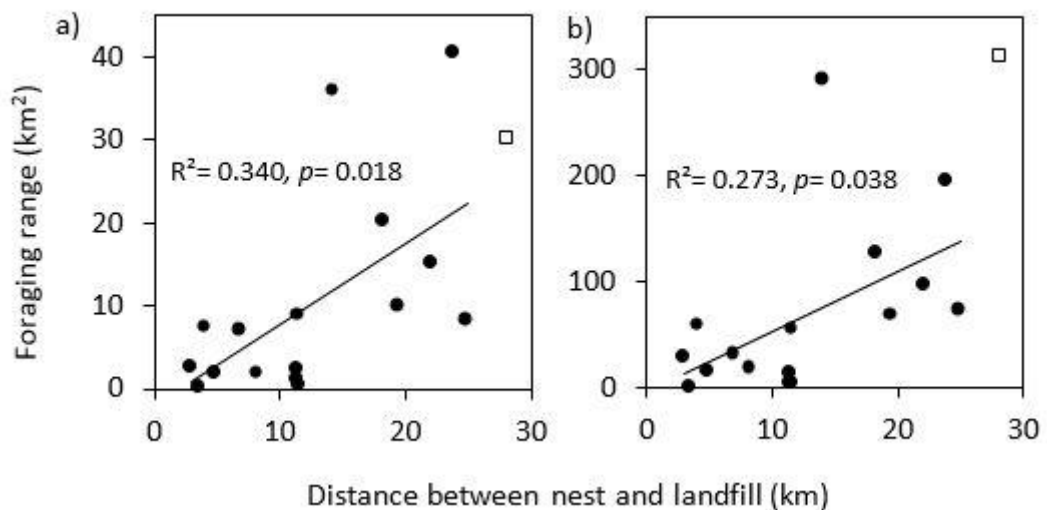 a)
Foraging range (km²)
40
30
20
10
0
R²= 0.340, p= 0.018
0 10 20 30
b)
300
200
100
0
R²= 0.273, p= 0.038
0 10 20 30
Distance between nest and landfill (km)